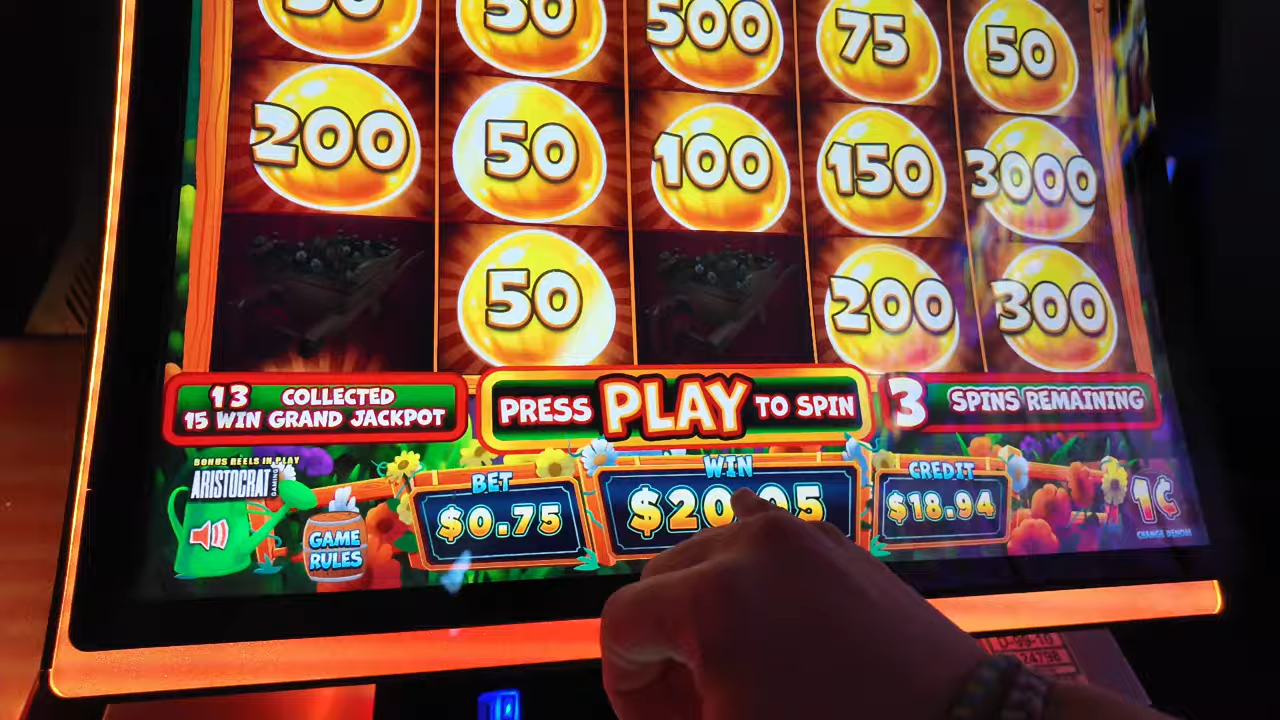 50 50 500 75 50
200 50 100 150 3000
50 200 300
13 COLLECTED
15 WIN GRAND JACKPOT
PRESS PLAY TO SPIN
3 SPINS REMAINING
BONUS REELS IN PLAY
ARISTOCRAT
GAMING
GAME
RULES
BET
$0.75
WIN
CREDIT
$18.94
1¢
CHANGE DENOM
24798